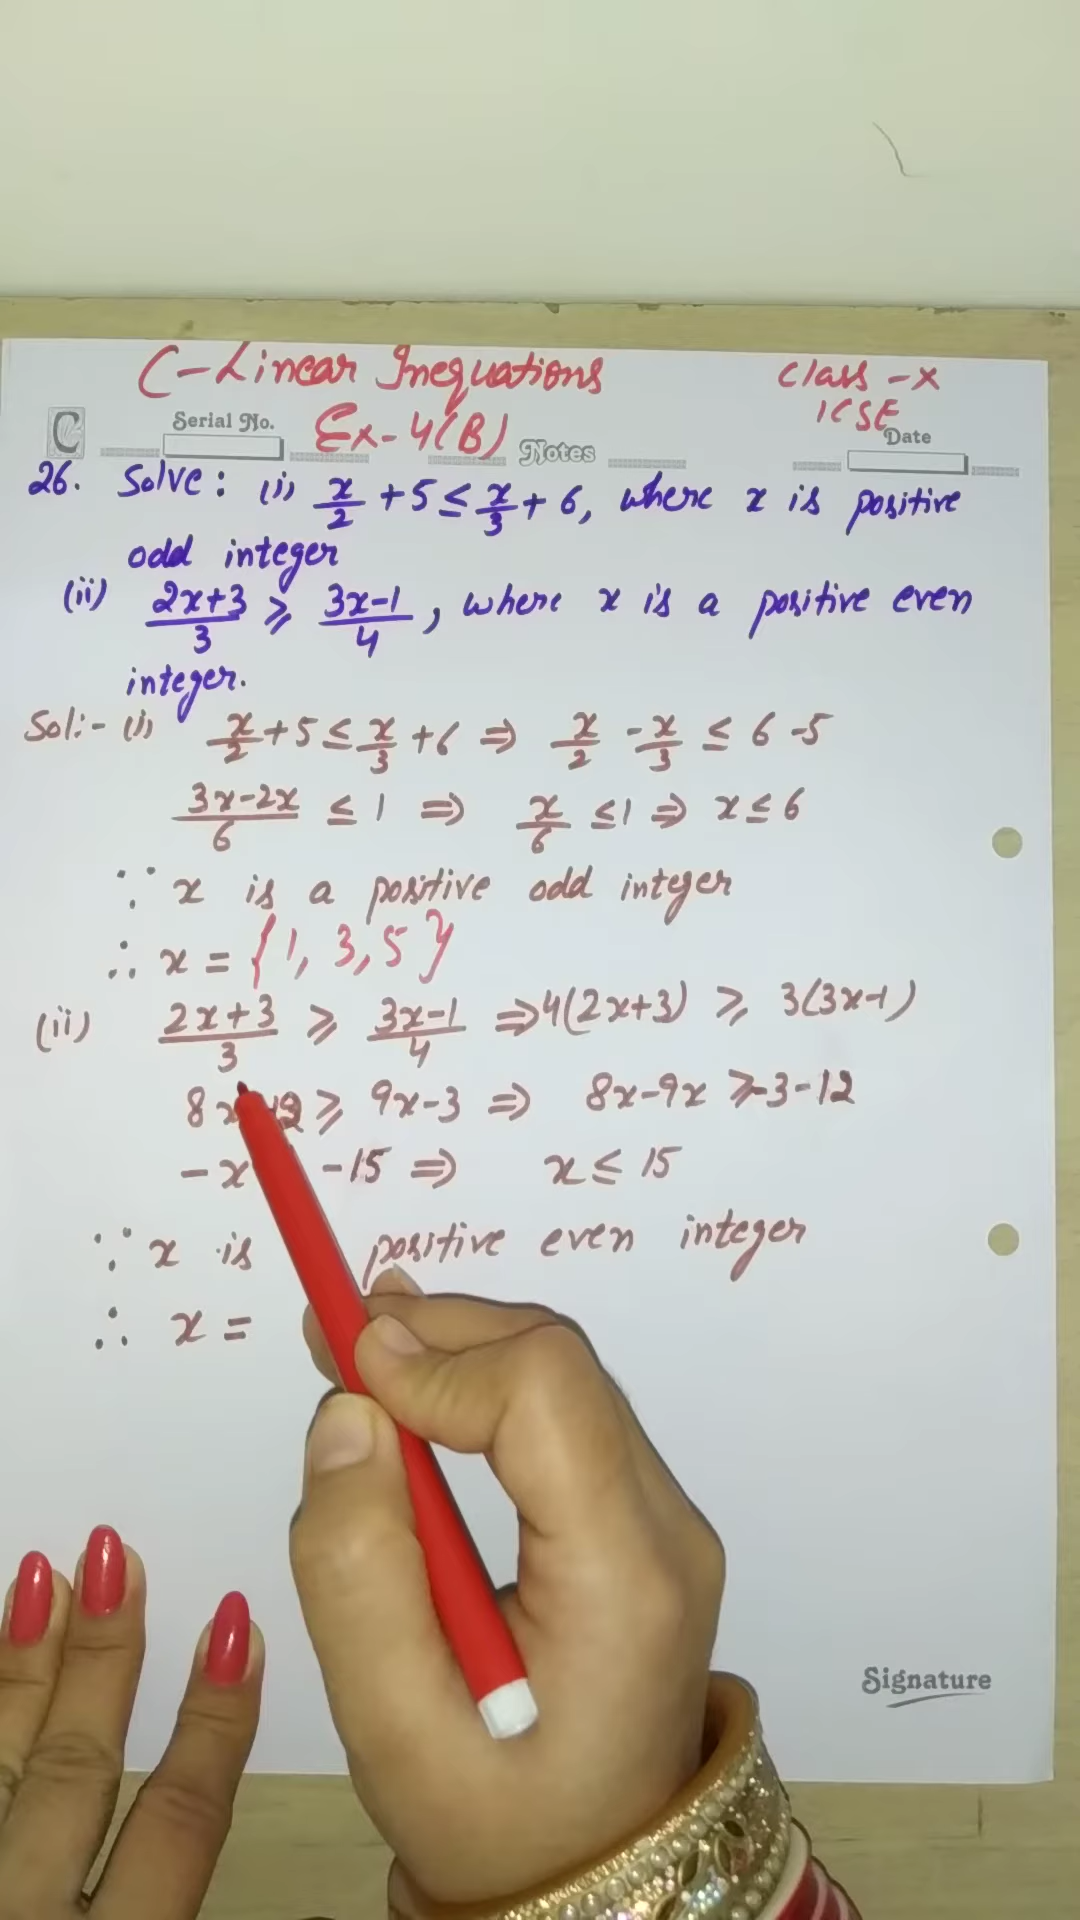 C-Linear Inequations Class-X
Ex-4(B) ICSE
C Serial No. Notes Date
26. Solve: (i) x/2 + 5 ≤ x/3 + 6, where x is positive
odd integer
(ii) 2x+3/3 ⩾ 3x-1/4, where x is a positive even
integer.
Sol:- (i) x/2 + 5 ≤ x/3 + 6 ⇒ x/2 - x/3 ≤ 6 - 5
3x-2x/6 ≤ 1 ⇒ x/6 ≤ 1 ⇒ x ≤ 6
∵ x is a positive odd integer
∴ x = {1, 3, 5}
(ii) 2x+3/3 ⩾ 3x-1/4 ⇒ 4(2x+3) ⩾ 3(3x-1)
8x 12 ⩾ 9x-3 ⇒ 8x-9x ⩾ -3-12
-x -15 ⇒ x ≤ 15
∵ x is positive even integer
∴ x =
Signature